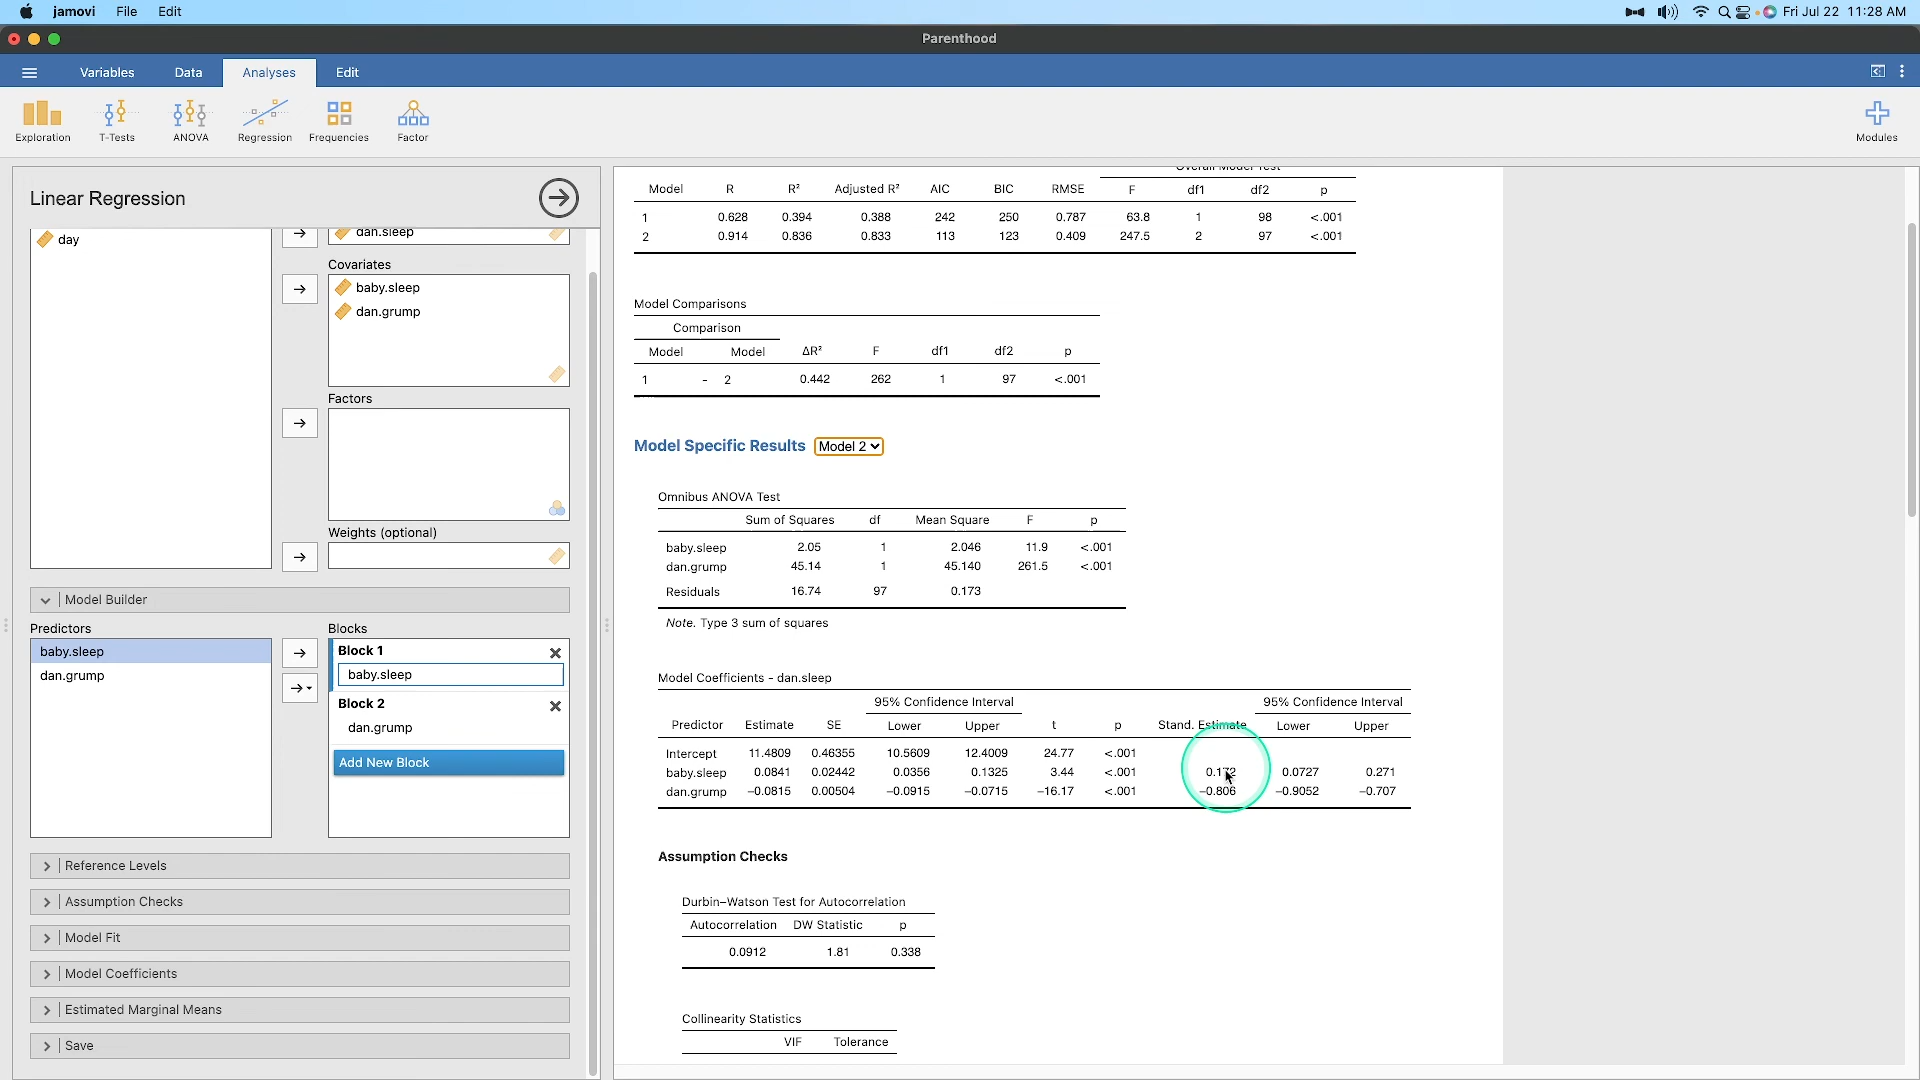 jamovi File Edit Fri Jul 22 11:28 AM
Parenthood
Variables Data Analyses Edit
Exploration T-Tests ANOVA Regression Frequencies Factor Modules
Linear Regression
day
dan.sleep
Covariates
baby.sleep
dan.grump
Factors
Weights (optional)
Model Builder
Predictors Blocks
baby.sleep
dan.grump
Block 1
baby.sleep
Block 2
dan.grump
Add New Block
Reference Levels
Assumption Checks
Model Fit
Model Coefficients
Estimated Marginal Means
Save
Overall Model Test
Model R R² Adjusted R² AIC BIC RMSE F df1 df2 p
1 0.628 0.394 0.388 242 250 0.787 63.8 1 98 <.001
2 0.914 0.836 0.833 113 123 0.409 247.5 2 97 <.001
Model Comparisons
Comparison
Model Model ΔR² F df1 df2 p
1 - 2 0.442 262 1 97 <.001
Model Specific Results Model 2
Omnibus ANOVA Test
Sum of Squares df Mean Square F p
baby.sleep 2.05 1 2.046 11.9 <.001
dan.grump 45.14 1 45.140 261.5 <.001
Residuals 16.74 97 0.173
Note. Type 3 sum of squares
Model Coefficients - dan.sleep
95% Confidence Interval 95% Confidence Interval
Predictor Estimate SE Lower Upper t p Stand. Estimate Lower Upper
Intercept 11.4809 0.46355 10.5609 12.4009 24.77 <.001
baby.sleep 0.0841 0.02442 0.0356 0.1325 3.44 <.001 0.172 0.0727 0.271
dan.grump −0.0815 0.00504 −0.0915 −0.0715 −16.17 <.001 −0.806 −0.9052 −0.707
Assumption Checks
Durbin–Watson Test for Autocorrelation
Autocorrelation DW Statistic p
0.0912 1.81 0.338
Collinearity Statistics
VIF Tolerance